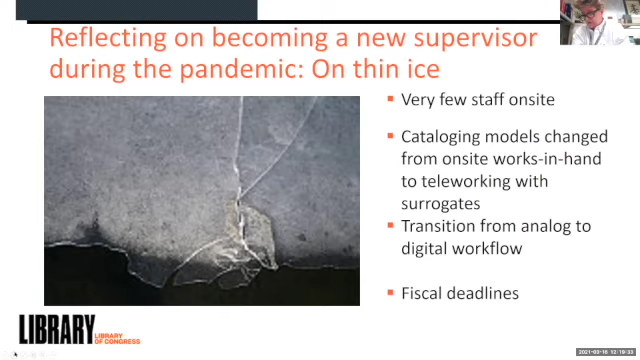 Reflecting on becoming a new supervisor
during the pandemic: On thin ice
▪ Very few staff onsite
▪ Cataloging models changed
from onsite works-in-hand
to teleworking with
surrogates
▪ Transition from analog to
digital workflow
▪ Fiscal deadlines
LIBRARY
LIBRARY
OF CONGRESS
2021-03-16 12:19:33